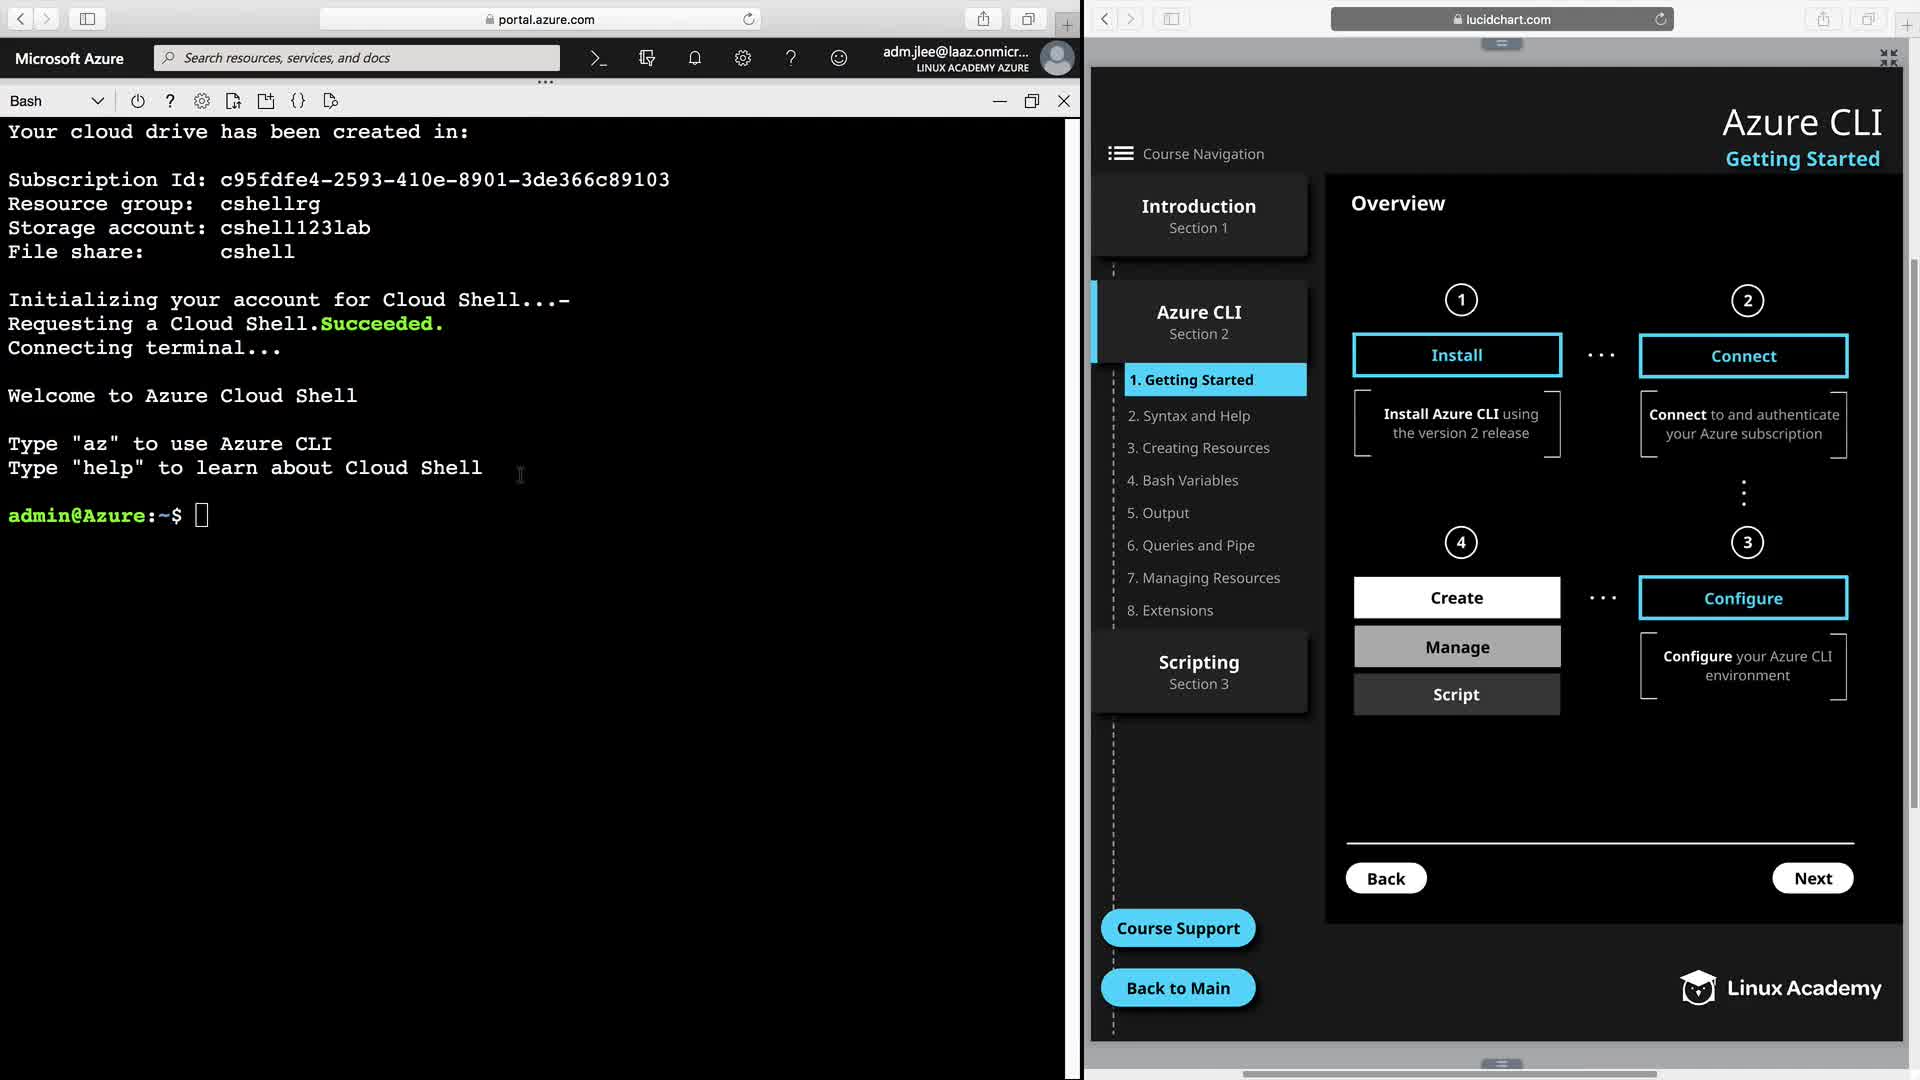 portal.azure.com
Microsoft Azure
Search resources, services, and docs
adm.jlee@laaz.onmicr...
LINUX ACADEMY AZURE
Bash
Your cloud drive has been created in:
Subscription Id: c95fdfe4-2593-410e-8901-3de366c89103
Resource group: cshellrg
Storage account: cshell123lab
File share: cshell
Initializing your account for Cloud Shell...-
Requesting a Cloud Shell.Succeeded.
Connecting terminal...
Welcome to Azure Cloud Shell
Type "az" to use Azure CLI
Type "help" to learn about Cloud Shell
admin@Azure:~$
lucidchart.com
Azure CLI
Getting Started
Course Navigation
Introduction
Section 1
Azure CLI
Section 2
1. Getting Started
2. Syntax and Help
3. Creating Resources
4. Bash Variables
5. Output
6. Queries and Pipe
7. Managing Resources
8. Extensions
Scripting
Section 3
Course Support
Back to Main
Overview
1
Install
Install Azure CLI using
the version 2 release
2
Connect
Connect to and authenticate
your Azure subscription
3
Configure
Configure your Azure CLI
environment
4
Create
Manage
Script
Back
Next
Linux Academy